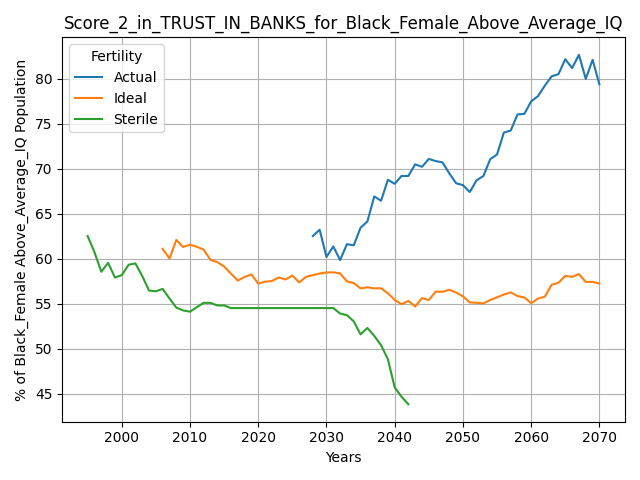 Score_2_in_TRUST_IN_BANKS_for_Black_Female_Above_Average_IQ
Fertility
Actual
Ideal
Sterile
% of Black_Female Above_Average_IQ Population
80
75
70
65
60
55
50
45
2000 2010 2020 2030 2040 2050 2060 2070
Years